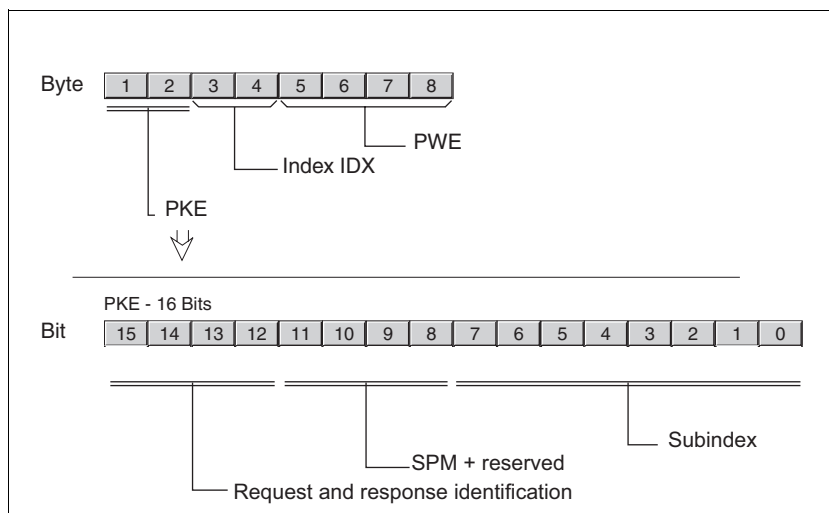 Byte 1 2 3 4 5 6 7 8
PWE
Index IDX
PKE
PKE - 16 Bits
Bit 15 14 13 12 11 10 9 8 7 6 5 4 3 2 1 0
Subindex
SPM + reserved
Request and response identification